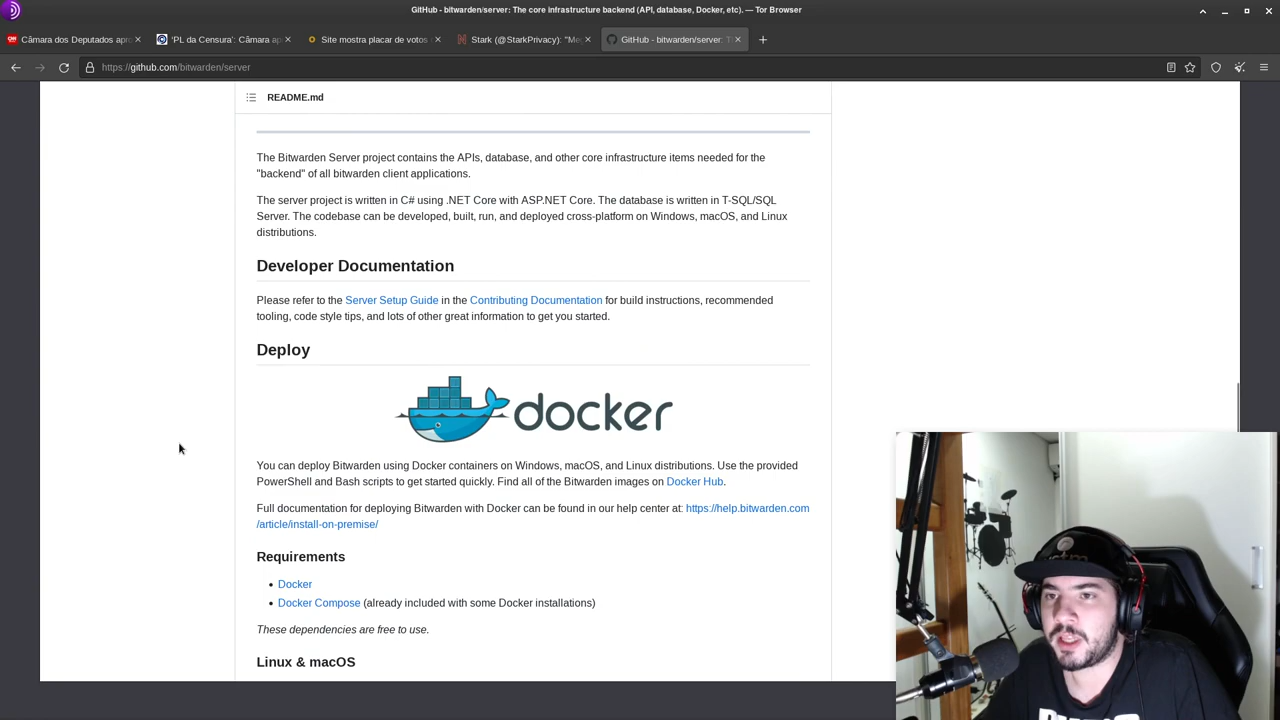 GitHub - bitwarden/server: The core infrastructure backend (API, database, Docker, etc). — Tor Browser
Câmara dos Deputados apro
'PL da Censura': Câmara ap
Site mostra placar de votos
Stark (@StarkPrivacy): "Me
GitHub - bitwarden/server: T
https://github.com/bitwarden/server
README.md
The Bitwarden Server project contains the APIs, database, and other core infrastructure items needed for the
"backend" of all bitwarden client applications.
The server project is written in C# using .NET Core with ASP.NET Core. The database is written in T-SQL/SQL
Server. The codebase can be developed, built, run, and deployed cross-platform on Windows, macOS, and Linux
distributions.
Developer Documentation
Please refer to the Server Setup Guide in the Contributing Documentation for build instructions, recommended
tooling, code style tips, and lots of other great information to get you started.
Deploy
docker
You can deploy Bitwarden using Docker containers on Windows, macOS, and Linux distributions. Use the provided
PowerShell and Bash scripts to get started quickly. Find all of the Bitwarden images on Docker Hub.
Full documentation for deploying Bitwarden with Docker can be found in our help center at: https://help.bitwarden.com
/article/install-on-premise/
Requirements
• Docker
• Docker Compose (already included with some Docker installations)
These dependencies are free to use.
Linux & macOS